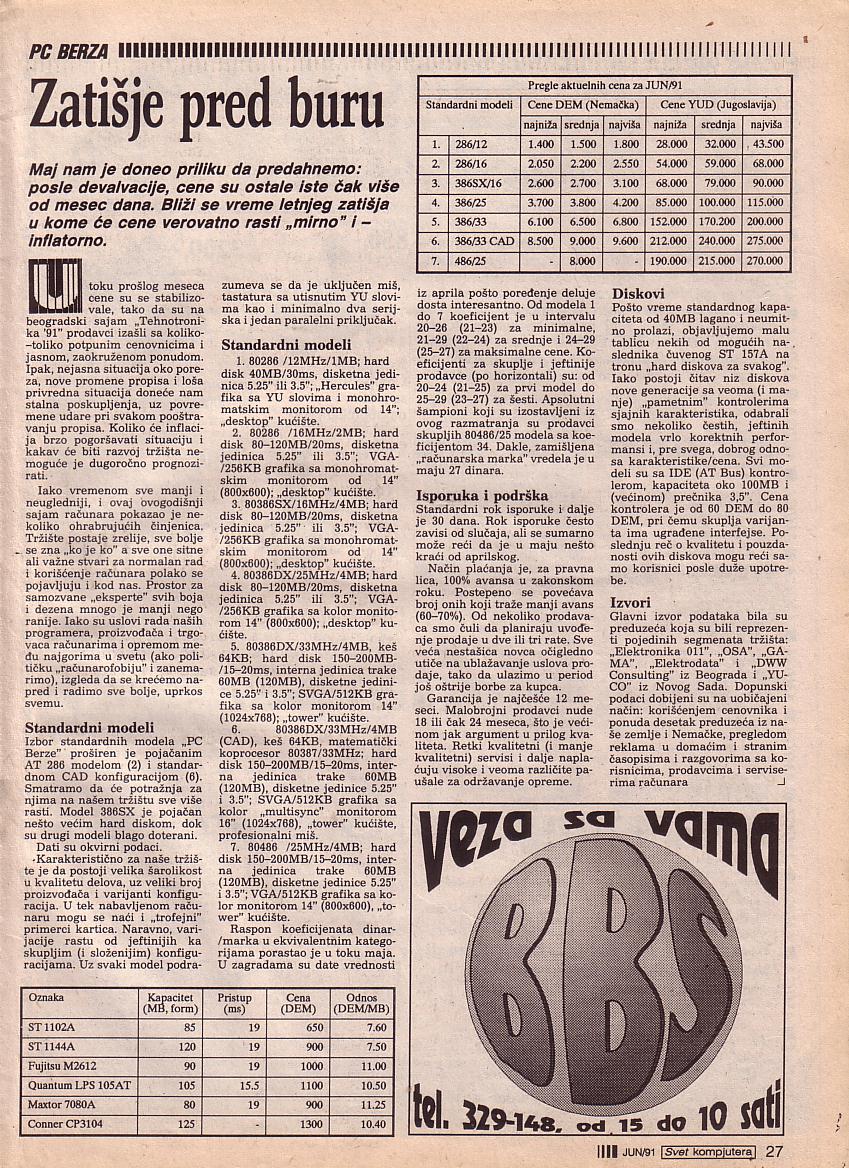 PC BERZA
Zatišje pred buru
Maj nam je doneo priliku da predahnemo:
posle devalvacije, cene su ostale iste čak više
od mesec dana. Bliži se vreme letnjeg zatišja
u kome će cene verovatno rasti „mirno" i –
inflatorno.
Pregle aktuelnih cena za JUN/91
Standardni modeli Cene DEM (Nemačka) Cene YUD (Jugoslavija)
najniža srednja najviša najniža srednja najviša
1. 286/12 1.400 1.500 1.800 28.000 32.000 43.500
2. 286/16 2.050 2.200 2.550 54.000 59.000 68.000
3. 386SX/16 2.600 2.700 3.100 68.000 79.000 90.000
4. 386/25 3.700 3.800 4.200 85.000 100.000 115.000
5. 386/33 6.100 6.500 6.800 152.000 170.200 200.000
6. 386/33 CAD 8.500 9.000 9.600 212.000 240.000 275.000
7. 486/25 - 8.000 - 190.000 215.000 270.000
U toku prošlog meseca
cene su se stabilizo-
vale, tako da su na
beogradski sajam „Tehnotroni-
ka '91" prodavci izašli sa koliko-
-toliko potpunim cenovnicima i
jasnom, zaokruženom ponudom.
Ipak, nejasna situacija oko pore-
za, nove promene propisa i loša
privredna situacija doneće nam
stalna poskupljenja, uz povre-
mene udare pri svakom pooštra-
vanju propisa. Koliko će inflaci-
ja brzo pogoršavati situaciju i
kakav će biti razvoj tržišta ne-
moguće je dugoročno prognozi-
rati.
Iako vremenom sve manji i
neugledniji, i ovaj ovogodišnji
sajam računara pokazao je ne-
koliko ohrabrujućih činjenica.
Tržište postaje zrelije, sve bolje
se zna „ko je ko" a sve one sitne
ali važne stvari za normalan rad
i korišćenje računara polako se
pojavljuju i kod nas. Prostor za
samozvane „eksperte" svih boja
i dezena mnogo je manji nego
ranije. Iako su uslovi rada naših
programera, proizvođača i trgo-
vaca računarima i opremom me-
đu najgorima u svetu (ako poli-
tičku „računarofobiju" i zanema-
rimo), izgleda da se krećemo na-
pred i radimo sve bolje, uprkos
svemu.
Standardni modeli
Izbor standardnih modela „PC
Berze" proširen je pojačanim
AT 286 modelom (2) i standar-
dnom CAD konfiguracijom (6).
Smatramo da će potražnja za
njima na našem tržištu sve više
rasti. Model 386SX je pojačan
nešto većim hard diskom, dok
su drugi modeli blago doterani.
Dati su okvirni podaci.
Karakteristično za naše tržiš-
te je da postoji velika šarolikost
u kvalitetu delova, uz veliki broj
proizvođača i varijanti konfigu-
racija. U tek nabavljenom raču-
naru mogu se naći i „trofejni"
primerci kartica. Naravno, vari-
jacije rastu od jeftinijih ka
skupljim (i složenijim) konfigu-
racijama. Uz svaki model podra-
zumeva se da je uključen miš,
tastatura sa utisnutim YU slovi-
ma kao i minimalno dva serij-
ska i jedan paralelni priključak.
Standardni modeli
1. 80286 /12MHz/1MB; hard
disk 40MB/30ms, disketna jedi-
nica 5.25" ili 3.5"; „Hercules" gra-
fika sa YU slovima i monohro-
matskim monitorom od 14";
„desktop" kućište.
2. 80286 /16MHz/2MB; hard
disk 80–120MB/20ms, disketna
jedinica 5.25" ili 3.5"; VGA-
/256KB grafika sa monohromat-
skim monitorom od 14"
(800x600); „desktop" kućište.
3. 80386SX/16MHz/4MB; hard
disk 80–120MB/20ms, disketna
jedinica 5.25" ili 3.5"; VGA-
/256KB grafika sa monohromat-
skim monitorom od 14"
(800x600); „desktop" kućište.
4. 80386DX/25MHz/4MB; hard
disk 80–120MB/20ms, disketna
jedinica 5.25" ili 3.5"; VGA-
/256KB grafika sa kolor monito-
rom 14" (800x600); „desktop" ku-
ćište.
5. 80386DX/33MHz/4MB, keš
64KB; hard disk 150–200MB-
/15–20ms, interna jedinica trake
60MB (120MB), disketne jedini-
ce 5.25" i 3.5"; SVGA/512KB gra-
fika sa kolor monitorom 14"
(1024x768); „tower" kućište.
6. 80386DX/33MHz/4MB
(CAD), keš 64KB, matematički
koprocesor 80387/33MHz; hard
disk 150–200MB/15–20ms, inter-
na jedinica trake 60MB
(120MB), disketne jedinice 5.25"
i 3.5"; SVGA/512KB grafika sa
kolor „multisync" monitorom
16" (1024x768), „tower" kućište,
profesionalni miš.
7. 80486 /25MHz/4MB; hard
disk 150–200MB/15–20ms, inter-
na jedinica trake 60MB
(120MB), disketne jedinice 5.25"
i 3.5"; VGA/512KB grafika sa ko-
lor monitorom 14" (800x600), „to-
wer" kućište.
Raspon koeficijenata dinar-
/marka u ekvivalentnim katego-
rijama porastao je u toku maja.
U zagradama su date vrednosti
iz aprila pošto poređenje deluje
dosta interesantno. Od modela 1
do 7 koeficijent je u intervalu
20–26 (21–23) za minimalne,
21–29 (22–24) za srednje i 24–29
(25–27) za maksimalne cene. Ko-
eficijenti za skuplje i jeftinije
prodavce (po horizontali) su: od
20–24 (21–25) za prvi model do
25–29 (23–27) za šesti. Apsolutni
šampioni koji su izostavljeni iz
ovog razmatranja su prodavci
skupljih 80486/25 modela sa koe-
ficijentom 34. Dakle, zamišljena
„računarska marka" vredela je u
maju 27 dinara.
Isporuka i podrška
Standardni rok isporuke i dalje
je 30 dana. Rok isporuke često
zavisi od slučaja, ali se sumarno
može reći da je u maju nešto
kraći od aprilskog.
Način plaćanja je, za pravna
lica, 100% avansa u zakonskom
roku. Postepeno se povećava
broj onih koji traže manji avans
(60–70%). Od nekoliko prodava-
ca smo čuli da planiraju uvođe-
nje prodaje u dve ili tri rate. Sve
veća nestašica novca očigledno
utiče na ublažavanje uslova pro-
daje, tako da ulazimo u period
još oštrije borbe za kupca.
Garancija je najčešće 12 me-
seci. Malobrojni prodavci nude
18 ili čak 24 meseca, što je veći-
nom jak argument u prilog kva-
liteta. Retki kvalitetni (i manje
kvalitetni) servisi i dalje napla-
ćuju visoke i veoma različite pa-
ušale za održavanje opreme.
Diskovi
Pošto vreme standardnog kapa-
citeta od 40MB lagano i neumit-
no prolazi, objavljujemo malu
tablicu nekih od mogućih na-
slednika čuvenog ST 157A na
tronu „hard diskova za svakog".
Iako postoji čitav niz diskova
nove generacije sa veoma (i ma-
nje) „pametnim" kontrolerima
sjajnih karakteristika, odabrali
smo nekoliko čestih, jeftinih
modela vrlo korektnih perfor-
mansi i, pre svega, dobrog odno-
sa karakteristike/cena. Svi mo-
deli su sa IDE (AT Bus) kontro-
lerom, kapaciteta oko 100MB i
(većinom) prečnika 3,5". Cena
kontrolera je od 60 DEM do 80
DEM, pri čemu skuplja varijan-
ta ima ugrađene interfejse. Po-
slednju reč o kvalitetu i pouzda-
nosti ovih diskova mogu reći sa-
mo korisnici posle duže upotre-
be.
Izvori
Glavni izvor podataka bila su
preduzeća koja su bili reprezen-
ti pojedinih segmenata tržišta:
„Elektronika 011", „OSA", „GA-
MA", „Elektrodata" i „DWW
Consulting" iz Beograda i „YU-
CO" iz Novog Sada. Dopunski
podaci dobijeni su na uobičajeni
način: korišćenjem cenovnika i
ponuda desetak preduzeća iz na-
še zemlje i Nemačke, pregledom
reklama u domaćim i stranim
časopisima i razgovorima sa ko-
risnicima, prodavcima i servise-
rima računara
Oznaka Kapacitet (MB, form) Pristup (ms) Cena (DEM) Odnos (DEM/MB)
ST 1102A 85 19 650 7.60
ST 1144A 120 19 900 7.50
Fujitsu M2612 90 19 1000 11.00
Quantum LPS 105AT 105 15.5 1100 10.50
Maxtor 7080A 80 19 900 11.25
Conner CP3104 125 - 1300 10.40
veza sa vama
BBS
tel. 329-148, od 15 do 10 sati
JUN/91 Svet kompjutera 27